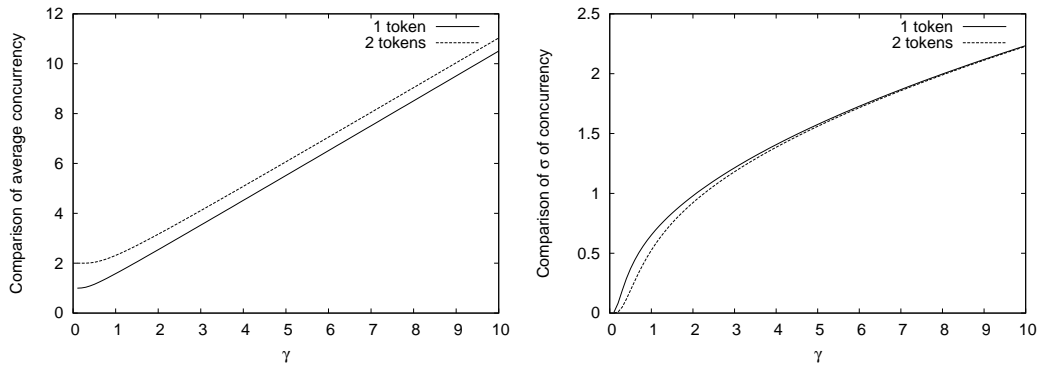 Comparison of average concurrency
12
10
8
6
4
2
0
0 1 2 3 4 5 6 7 8 9 10
γ
1 token
2 tokens
Comparison of σ of concurrency
2.5
2
1.5
1
0.5
0
0 1 2 3 4 5 6 7 8 9 10
γ
1 token
2 tokens